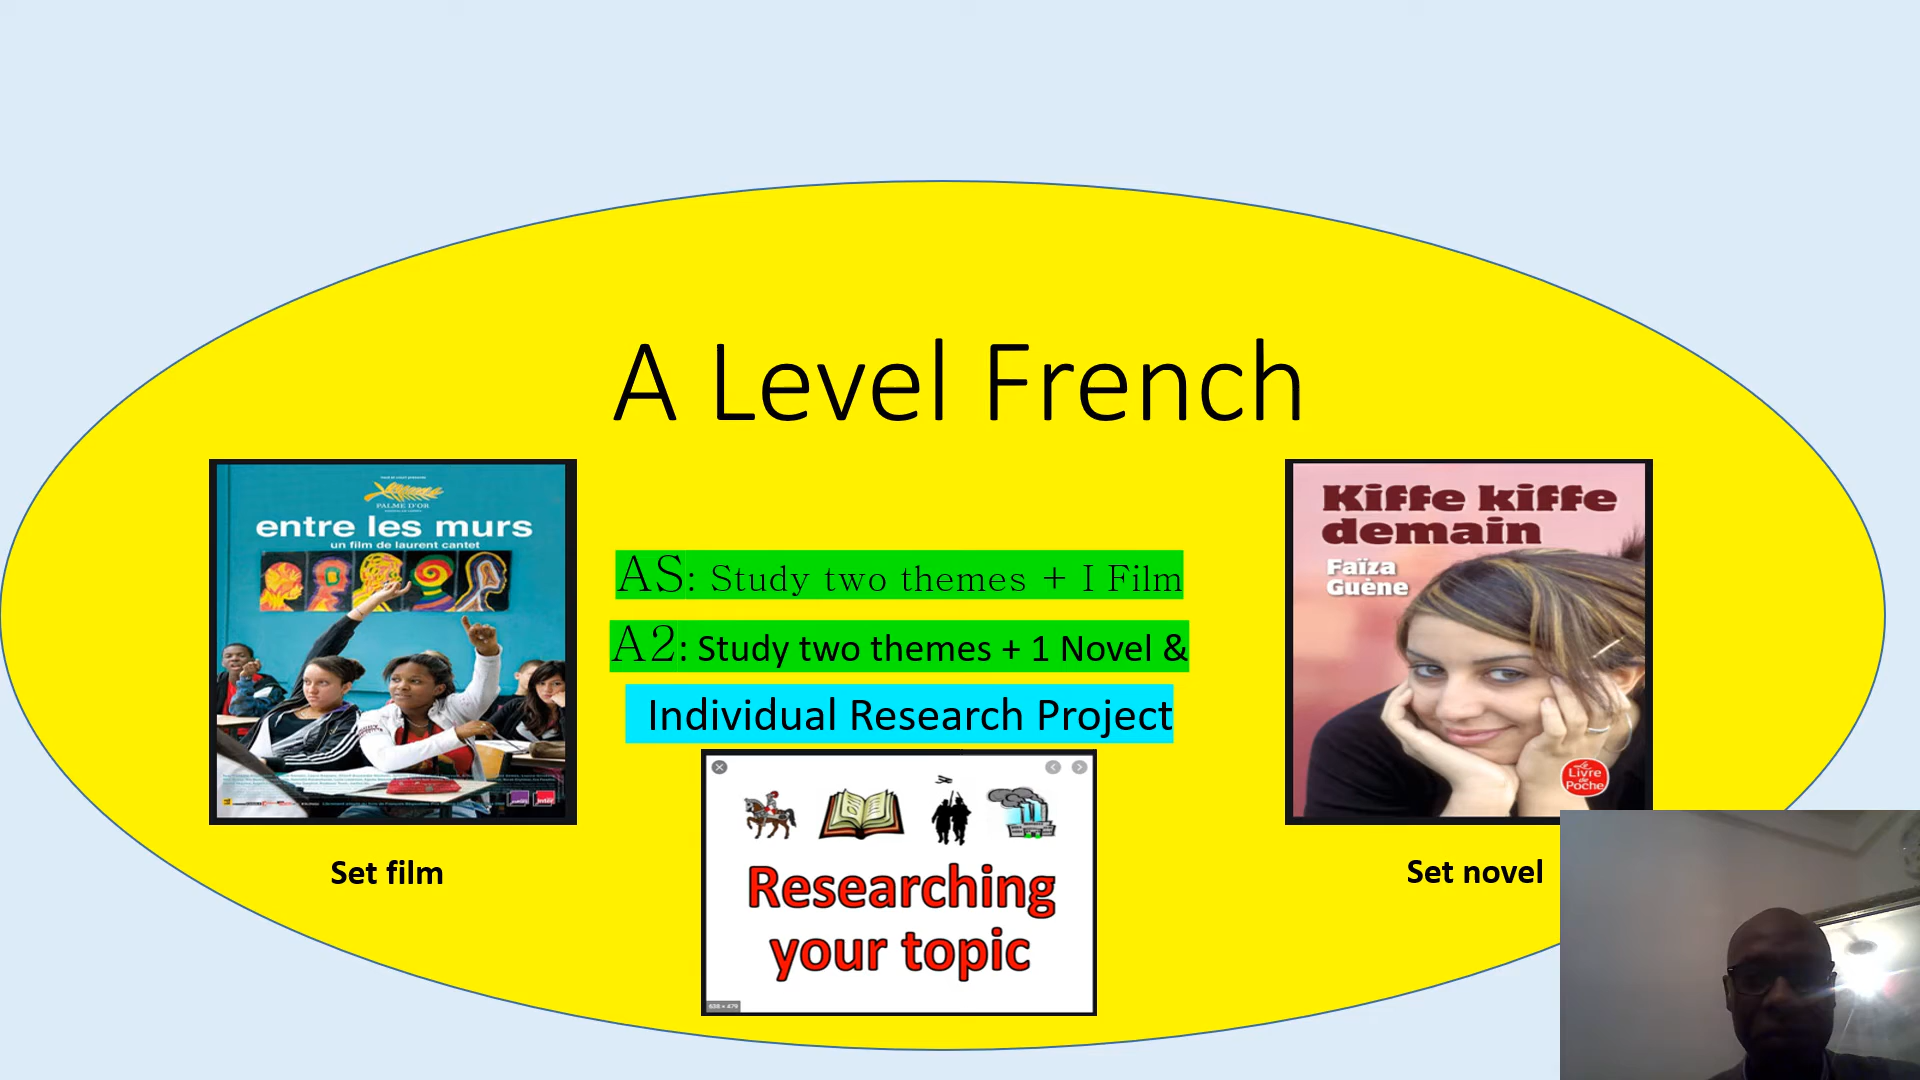 A Level French
PALME D'OR
entre les murs
un film de laurent cantet
Set film
AS: Study two themes + I Film
A2: Study two themes + 1 Novel &
Individual Research Project
Researching
your topic
Kiffe kiffe
demain
Faïza
Guène
Le
Livre
de
Poche
Set novel